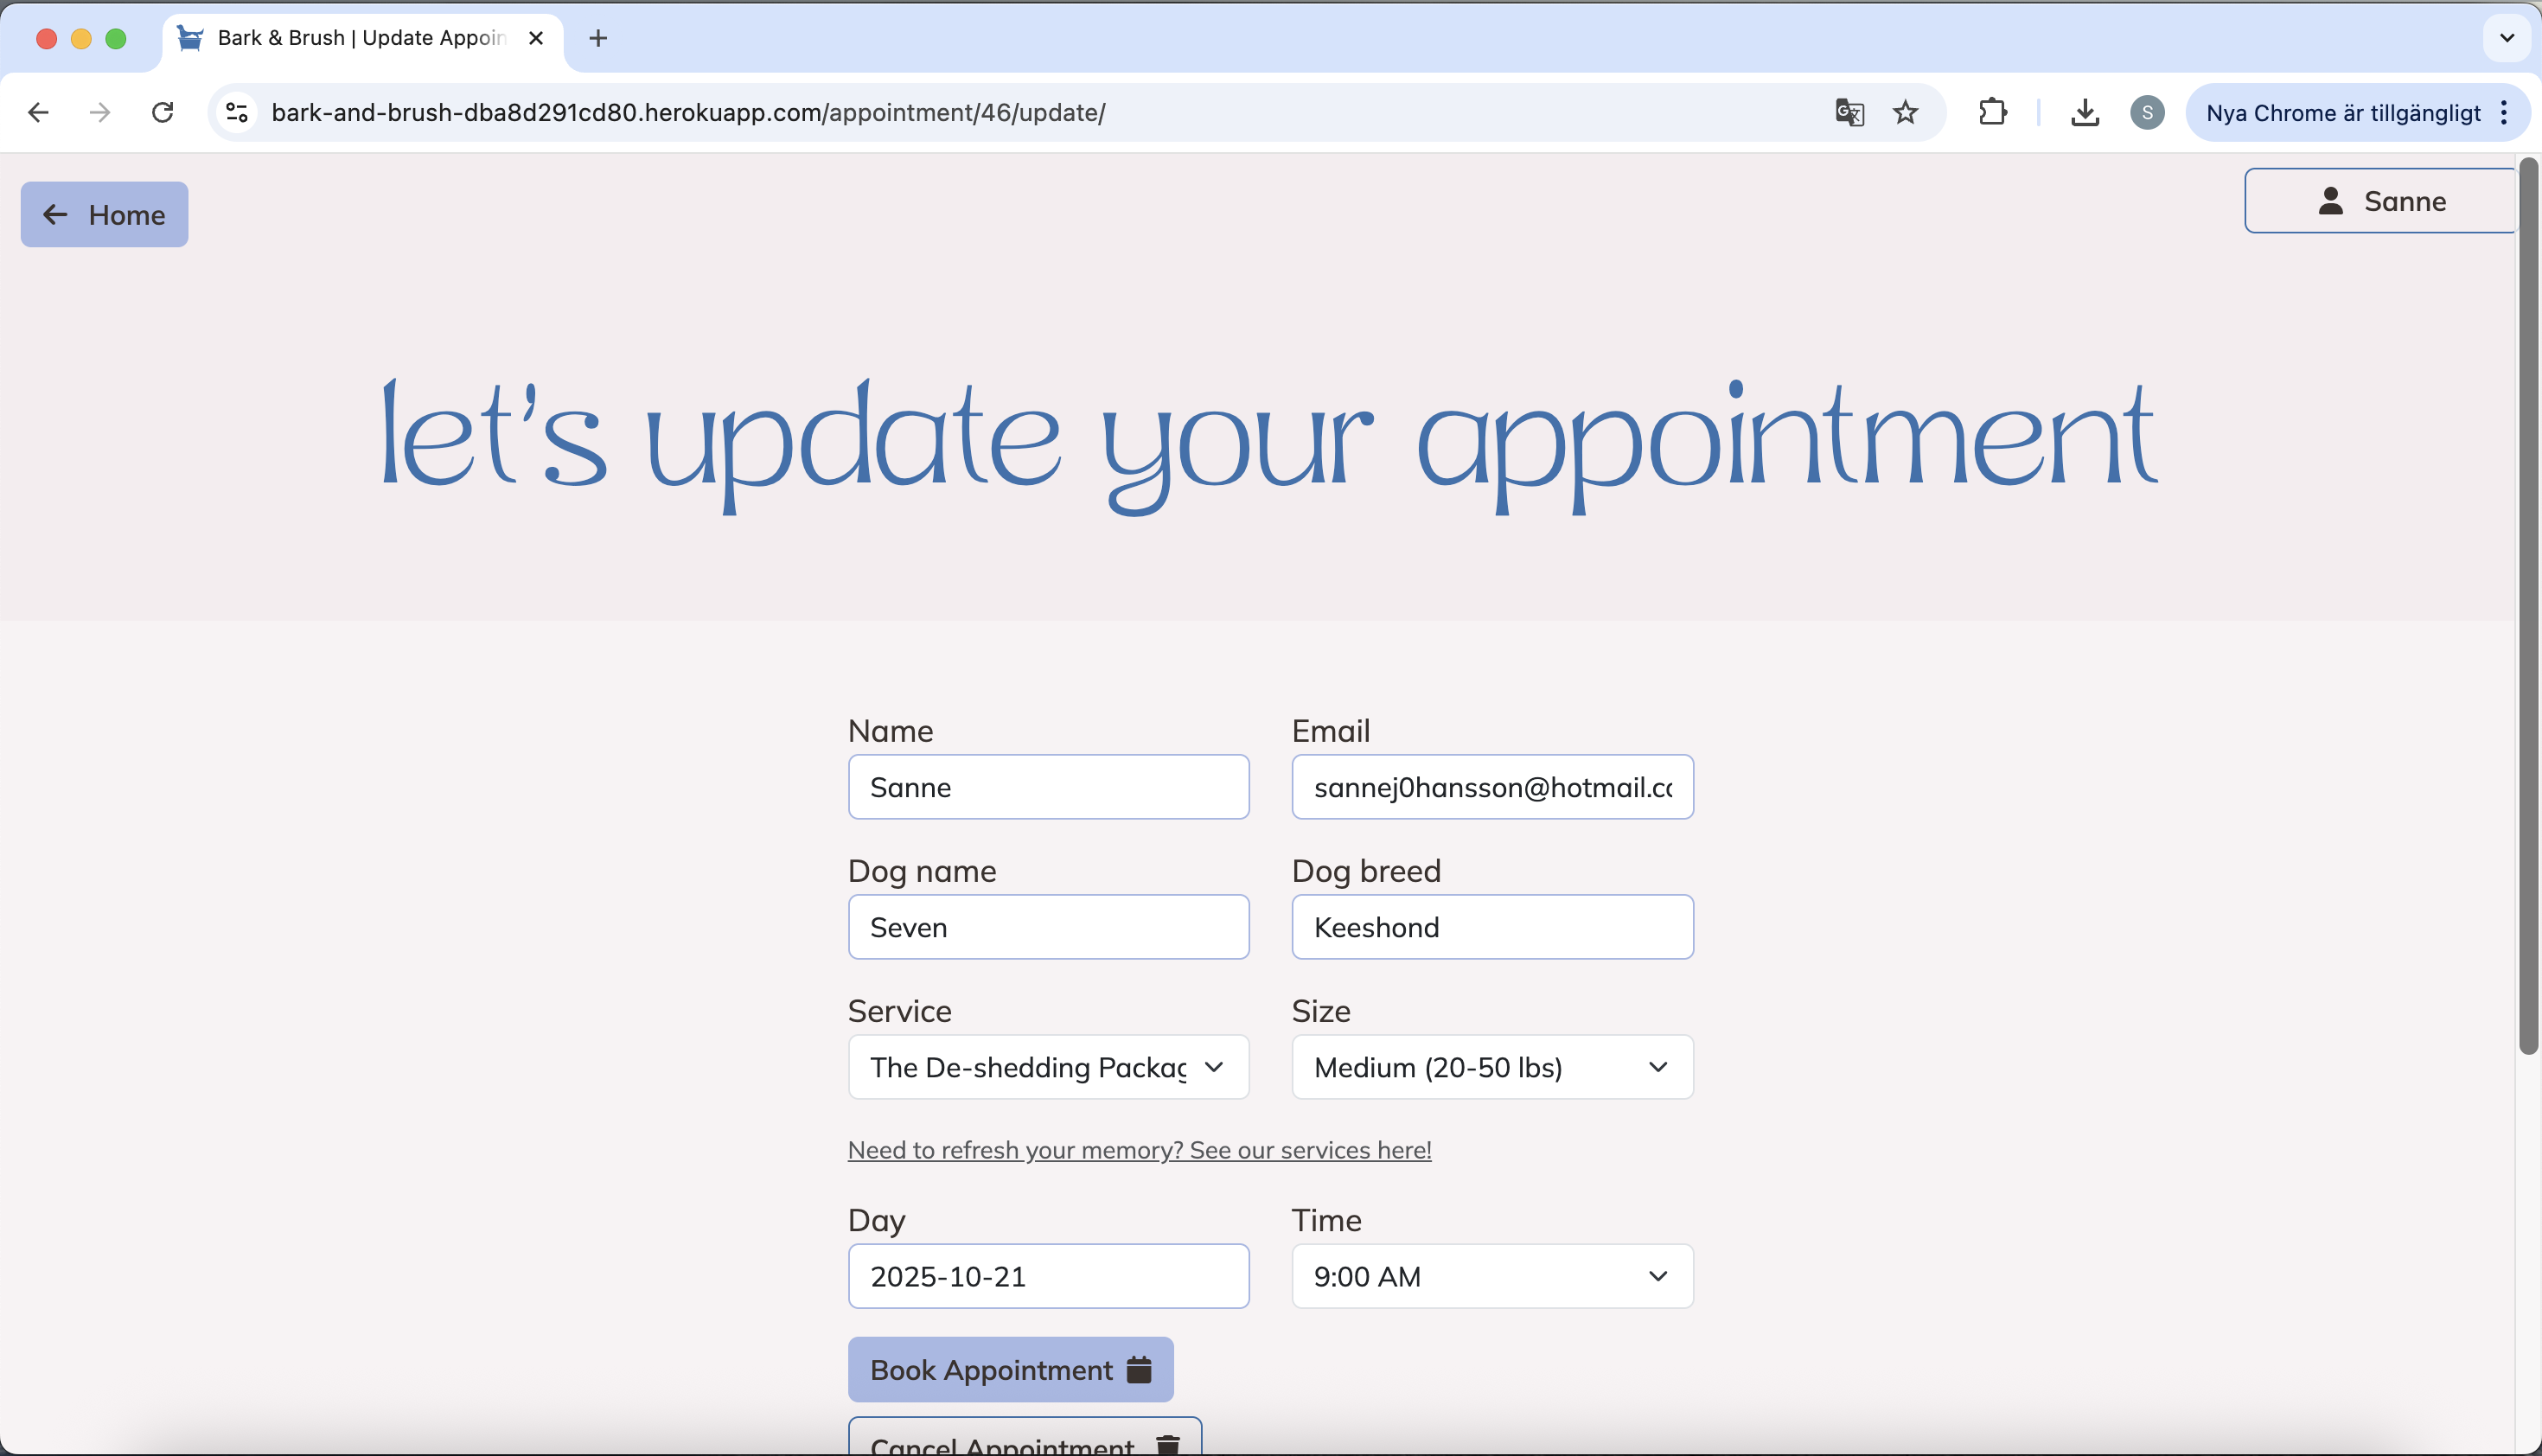 Bark & Brush | Update Appoin
bark-and-brush-dba8d291cd80.herokuapp.com/appointment/46/update/
S
Nya Chrome är tillgängligt
Home
Sanne
let's update your appointment
Name
Email
Sanne
sannej0hansson@hotmail.co
Dog name
Dog breed
Seven
Keeshond
Service
Size
The De-shedding Packag
Medium (20-50 lbs)
Need to refresh your memory? See our services here!
Day
Time
2025-10-21
9:00 AM
Book Appointment
Cancel Appointment